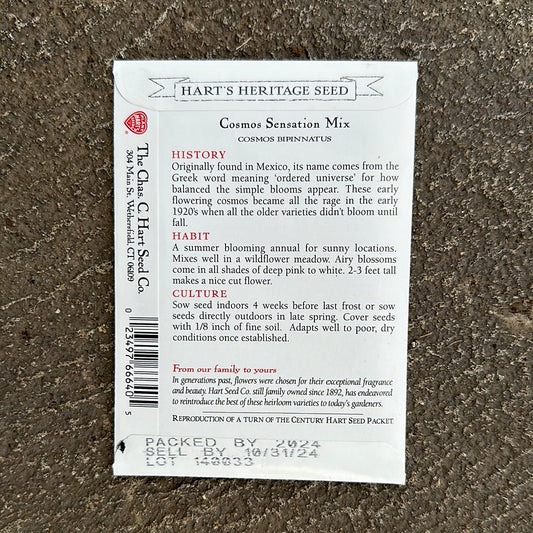 HART'S HERITAGE SEED
Cosmos Sensation Mix
COSMOS BIPINNATUS
HISTORY
Originally found in Mexico, its name comes from the
Greek word meaning 'ordered universe' for how
balanced the simple blooms appear. These early
flowering cosmos became all the rage in the early
1920's when all the older varieties didn't bloom until
fall.
HABIT
A summer blooming annual for sunny locations.
Mixes well in a wildflower meadow. Airy blossoms
come in all shades of deep pink to white. 2-3 feet tall
makes a nice cut flower.
CULTURE
Sow seed indoors 4 weeks before last frost or sow
seeds directly outdoors in late spring. Cover seeds
with 1/8 inch of fine soil. Adapts well to poor, dry
conditions once established.
From our family to yours
In generations past, flowers were chosen for their exceptional fragrance
and beauty. Hart Seed Co. still family owned since 1892, has endeavored
to reintroduce the best of these heirloom varieties to today's gardeners.
REPRODUCTION OF A TURN OF THE CENTURY HART SEED PACKET.
PACKED BY 2024
SELL BY 10/31/24
LOT 140033
The Chas. C. Hart Seed Co.
304 Main St. Wethersfield, CT 06109
0 23497 66640 5